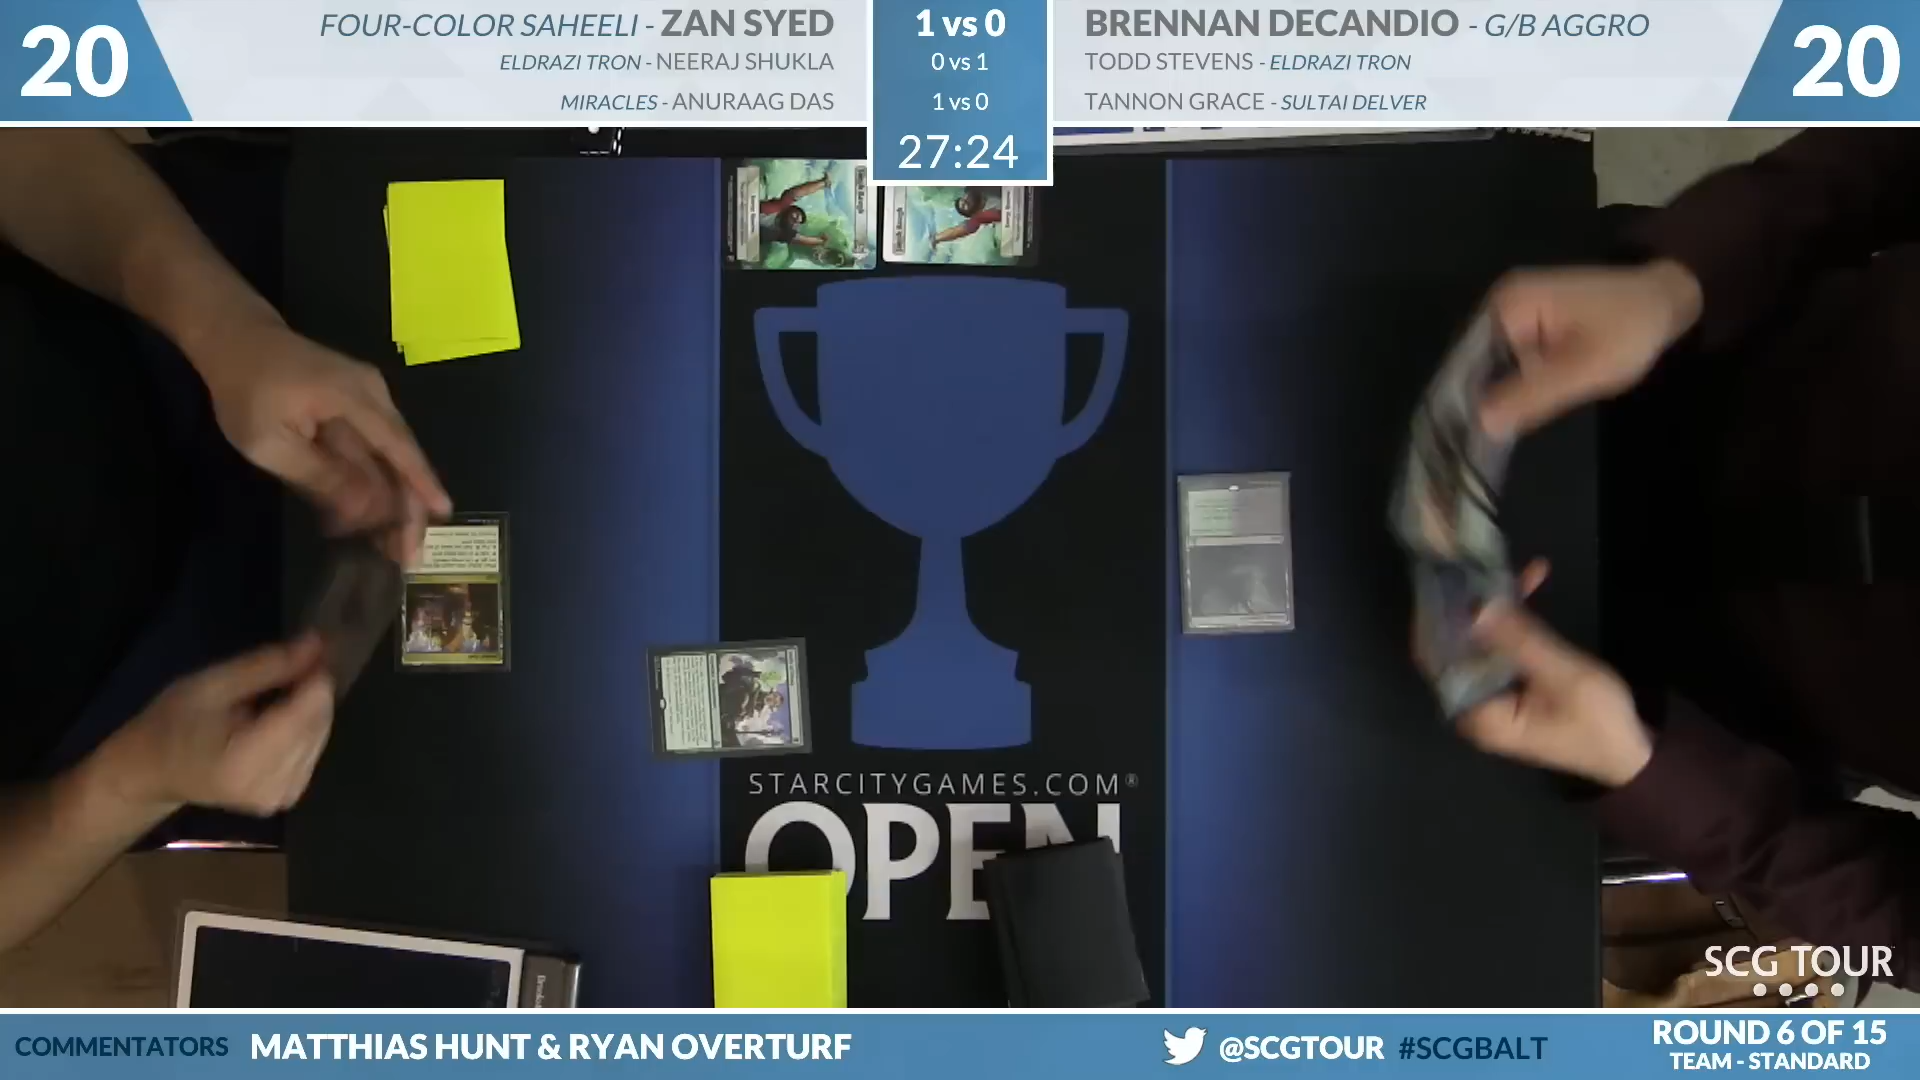 20
FOUR-COLOR SAHEELI - ZAN SYED
ELDRAZI TRON - NEERAJ SHUKLA
MIRACLES - ANURAAG DAS
1 vs 0
0 vs 1
1 vs 0
27:24
BRENNAN DECANDIO - G/B AGGRO
TODD STEVENS - ELDRAZI TRON
TANNON GRACE - SULTAI DELVER
20
STARCITYGAMES.COM®
OPEN
SCG TOUR
COMMENTATORS MATTHIAS HUNT & RYAN OVERTURF
@SCGTOUR #SCGBALT
ROUND 6 OF 15
TEAM - STANDARD